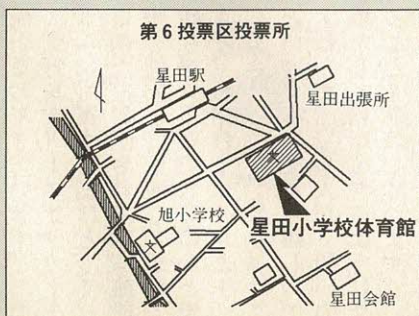 第6投票区投票所
星田駅
星田出張所
旭小学校
星田小学校体育館
星田会館